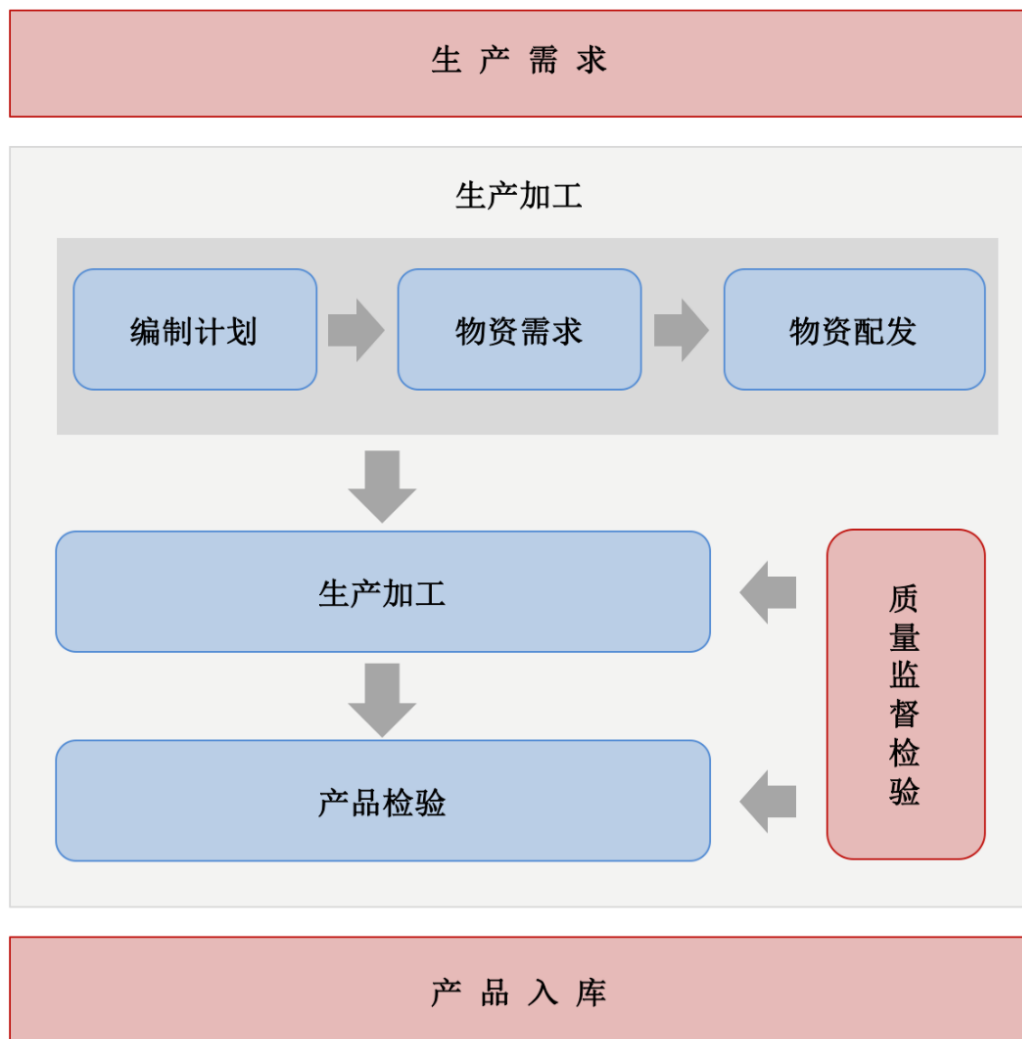 生产需求
生产加工
编制计划
物资需求
物资配发
生产加工
质量监督检验
产品检验
产品入库